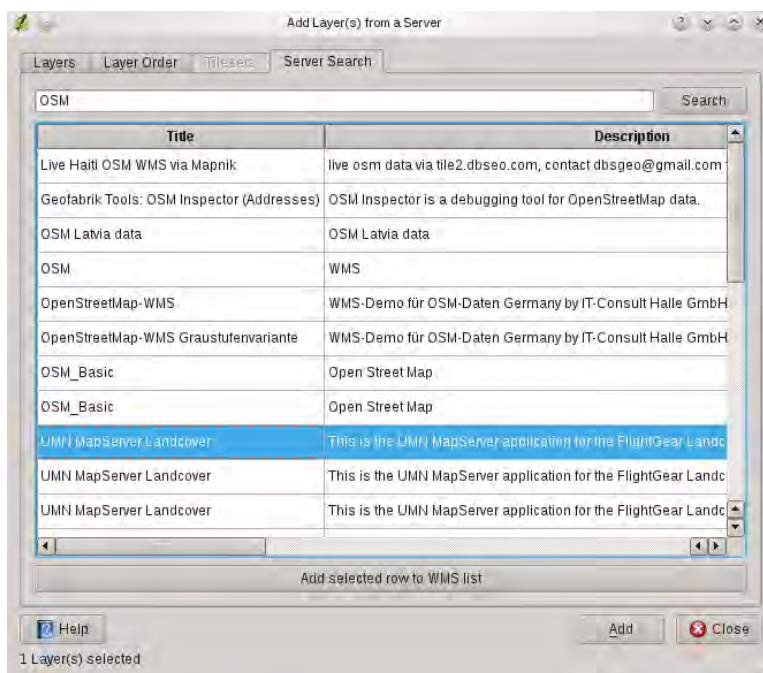 Add Layer(s) from a Server
Layers Layer Order Tilesets Server Search
OSM Search
Title Description
Live Haiti OSM WMS via Mapnik live osm data via tile2.dbseo.com, contact dbsgeo@gmail.com
Geofabrik Tools: OSM Inspector (Addresses) OSM Inspector is a debugging tool for OpenStreetMap data.
OSM Latvia data OSM Latvia data
OSM WMS
OpenStreetMap-WMS WMS-Demo für OSM-Daten Germany by IT-Consult Halle GmbH
OpenStreetMap-WMS Graustufenvariante WMS-Demo für OSM-Daten Germany by IT-Consult Halle GmbH
OSM_Basic Open Street Map
OSM_Basic Open Street Map
UMN MapServer Landcover This is the UMN MapServer application for the FlightGear Landc
UMN MapServer Landcover This is the UMN MapServer application for the FlightGear Landc
UMN MapServer Landcover This is the UMN MapServer application for the FlightGear Landc
Add selected row to WMS list
Help Add Close
1 Layer(s) selected